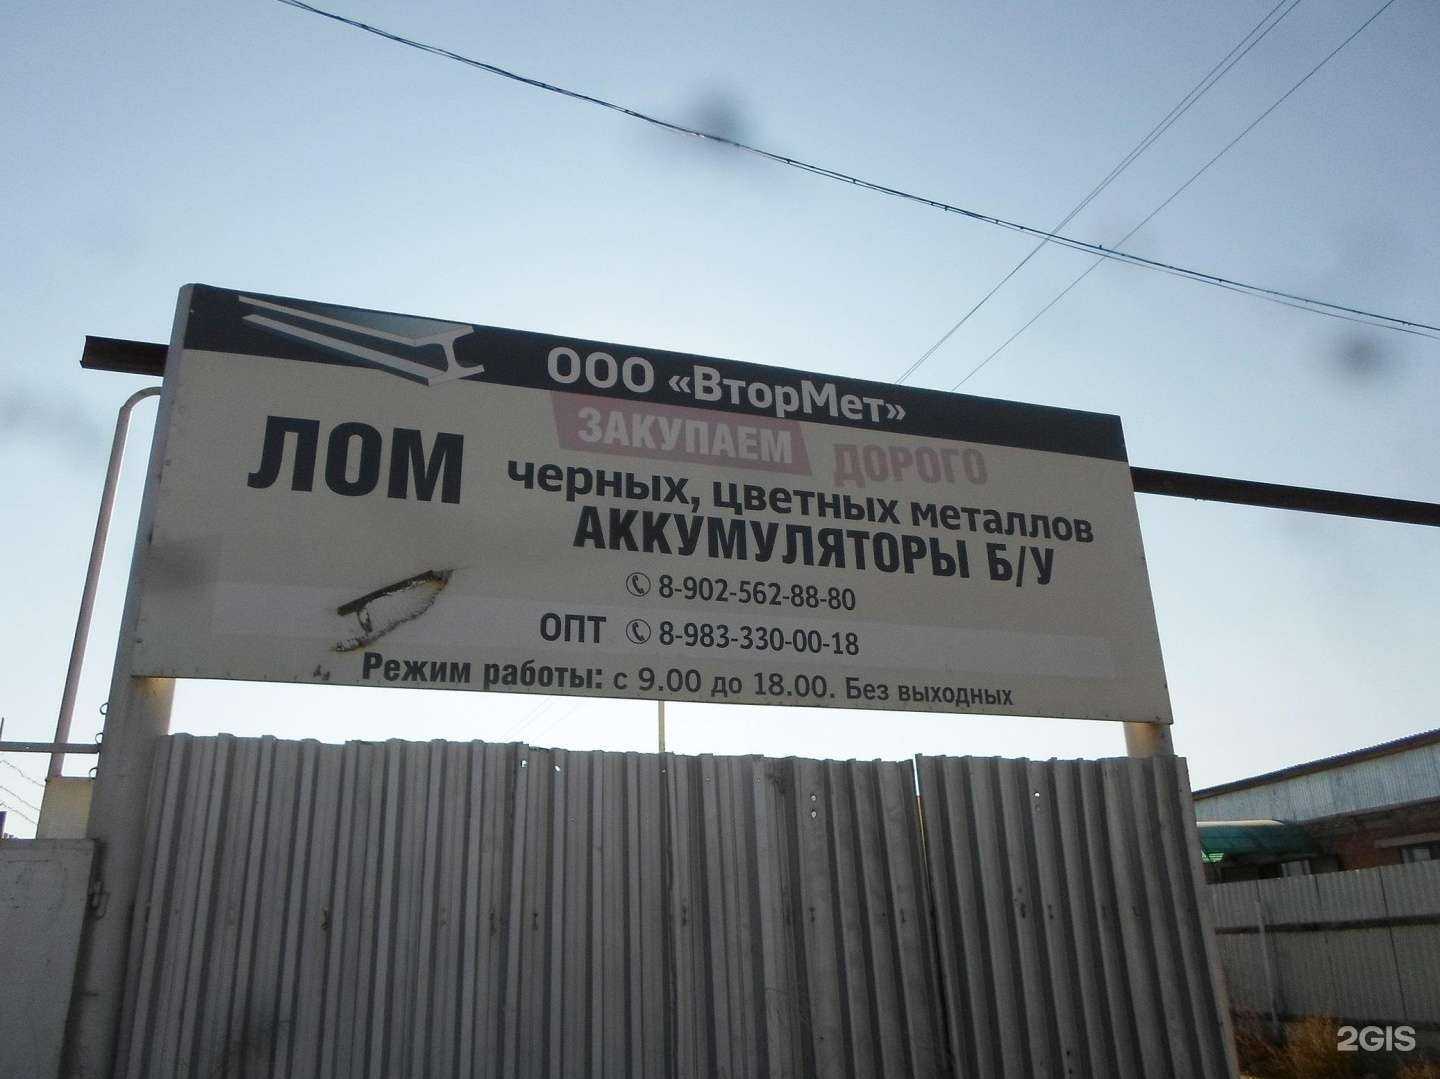 ООО «ВторМет»
ЗАКУПАЕМ ДОРОГО
ЛОМ черных, цветных металлов
АККУМУЛЯТОРЫ Б/У
8-902-562-88-80
ОПТ 8-983-330-00-18
Режим работы: с 9.00 до 18.00. Без выходных
2GIS